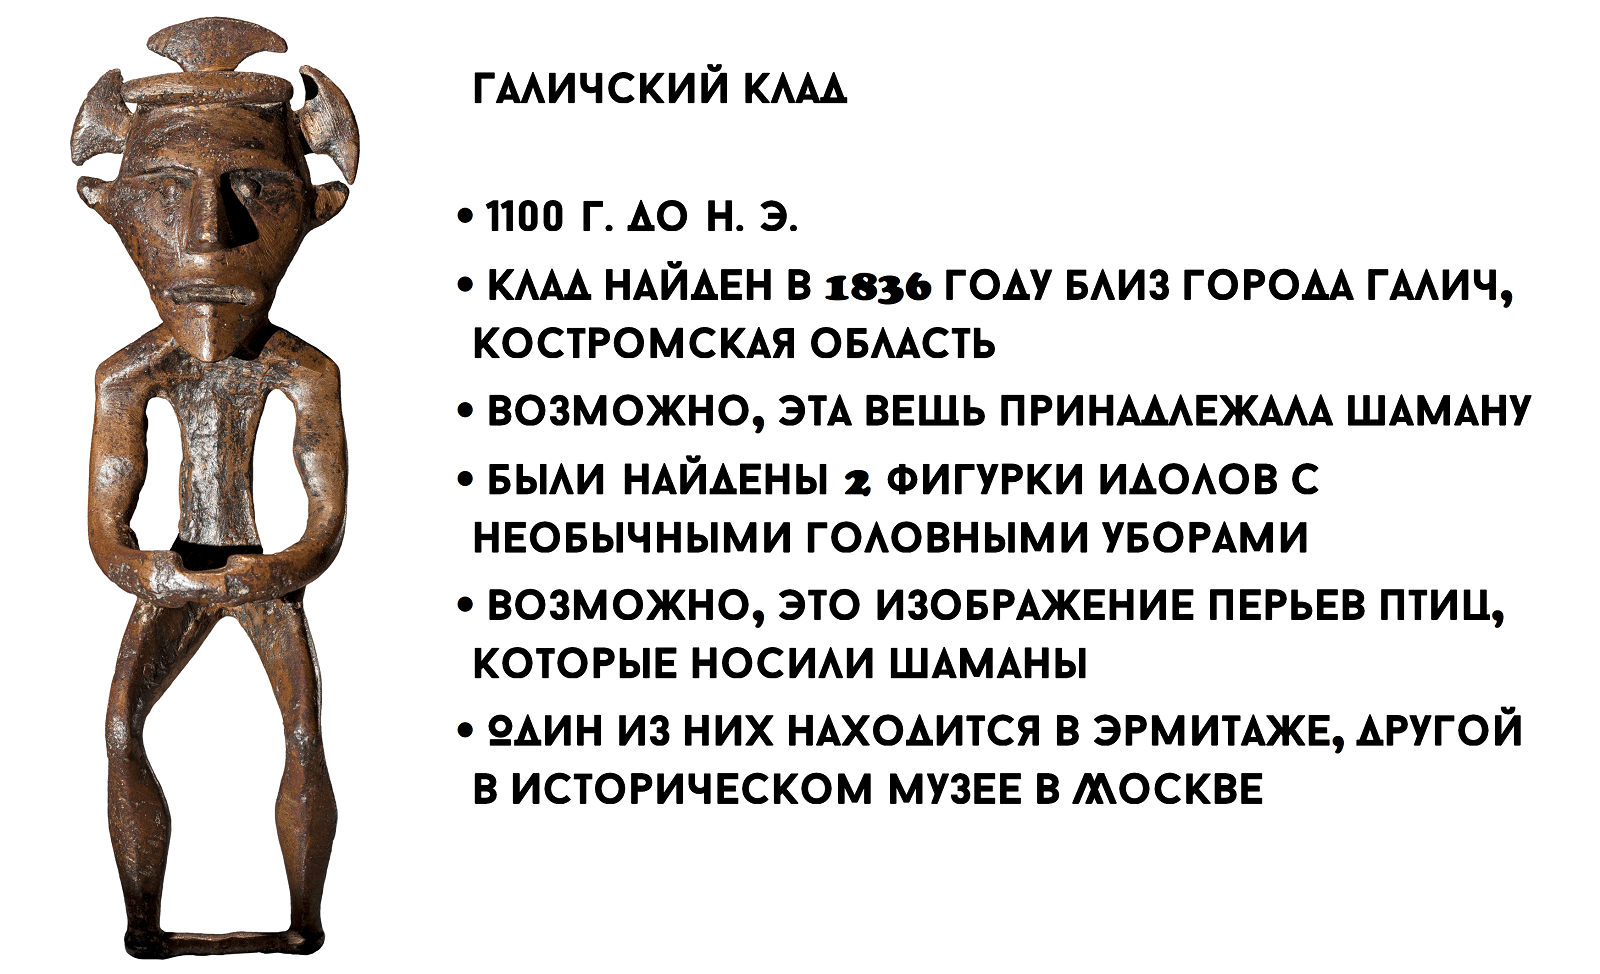 ГАЛИЧСКИЙ КЛАД
• 1100 Г. ДО Н. Э.
• КЛАД НАЙДЕН В 1836 ГОДУ БЛИЗ ГОРОДА ГАЛИЧ,
КОСТРОМСКАЯ ОБЛАСТЬ
• ВОЗМОЖНО, ЭТА ВЕЩЬ ПРИНАДЛЕЖАЛА ШАМАНУ
• БЫЛИ НАЙДЕНЫ 2 ФИГУРКИ ИДОЛОВ С
НЕОБЫЧНЫМИ ГОЛОВНЫМИ УБОРАМИ
• ВОЗМОЖНО, ЭТО ИЗОБРАЖЕНИЕ ПЕРЬЕВ ПТИЦ,
КОТОРЫЕ НОСИЛИ ШАМАНЫ
• ОДИН ИЗ НИХ НАХОДИТСЯ В ЭРМИТАЖЕ, ДРУГОЙ
В ИСТОРИЧЕСКОМ МУЗЕЕ В МОСКВЕ